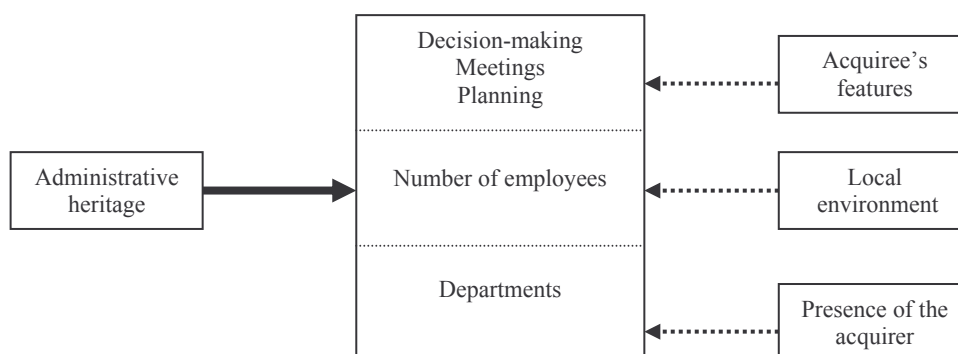 Decision-making
Meetings
Planning
Acquiree’s
features
Administrative
heritage
Number of employees
Local
environment
Departments
Presence of the
acquirer